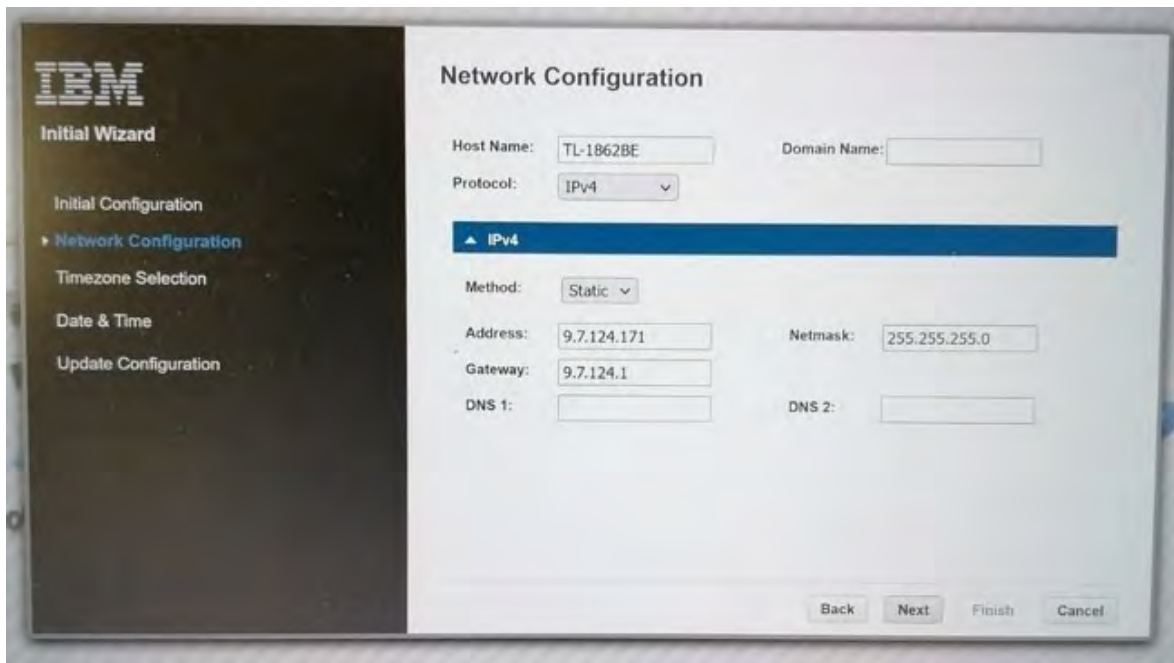 IBM
Initial Wizard
Initial Configuration
Network Configuration
Timezone Selection
Date & Time
Update Configuration
Network Configuration
Host Name: TL-1862BE Domain Name:
Protocol: IPv4
IPv4
Method: Static
Address: 9.7.124.171 Netmask: 255.255.255.0
Gateway: 9.7.124.1
DNS 1: DNS 2:
Back Next Finish Cancel